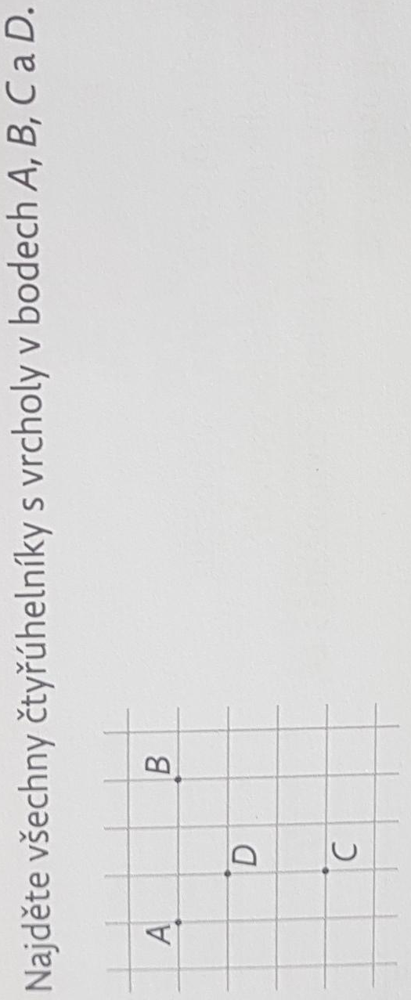 Najděte všechny čtyřúhelníky s vrcholy v bodech A, B, C a D.
A
B
D
C